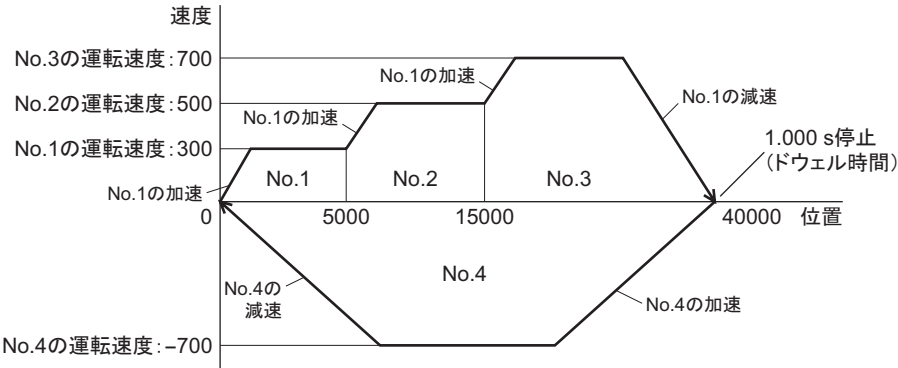 速度
No.3の運転速度:700
No.1の加速
No.1の減速
No.2の運転速度:500
No.1の加速
1.000 s停止
(ドウェル時間)
No.1の運転速度:300
No.1の加速
No.1
No.2
No.3
0
5000
15000
40000
位置
No.4
No.4の
減速
No.4の加速
No.4の運転速度:−700